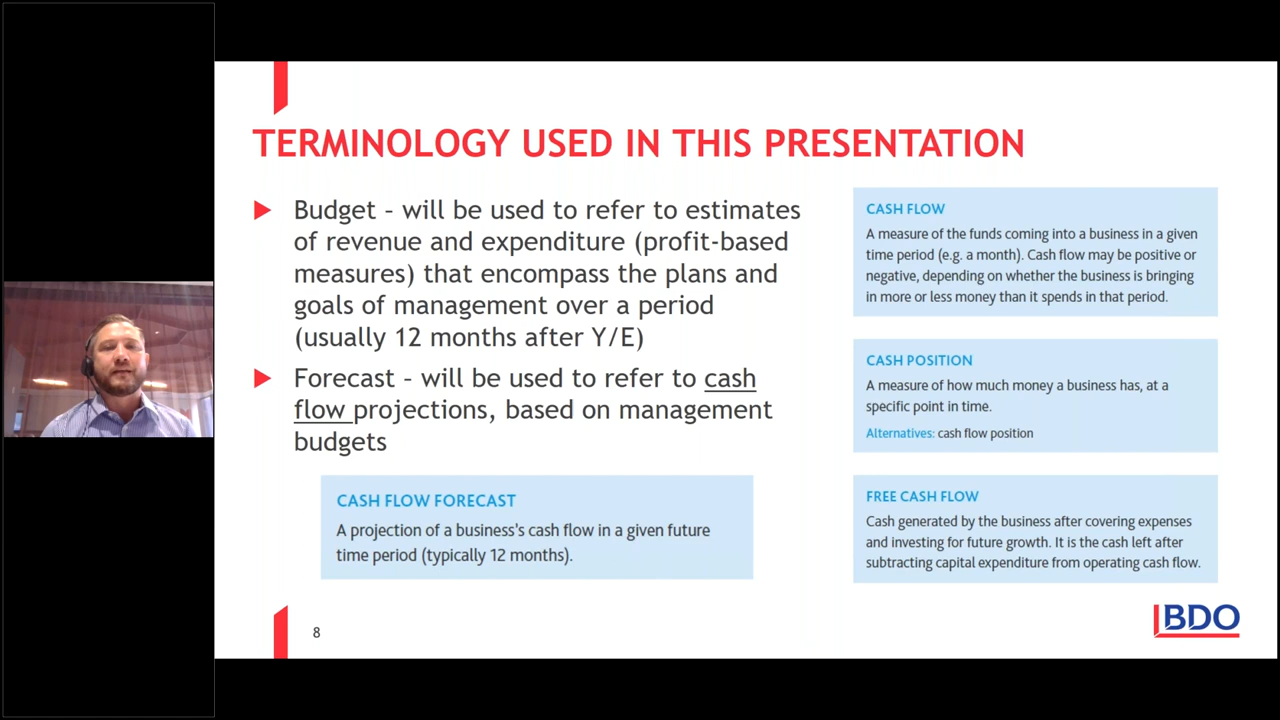 TERMINOLOGY USED IN THIS PRESENTATION
Budget – will be used to refer to estimates
of revenue and expenditure (profit-based
measures) that encompass the plans and
goals of management over a period
(usually 12 months after Y/E)
Forecast – will be used to refer to cash
flow projections, based on management
budgets
CASH FLOW FORECAST
A projection of a business's cash flow in a given future
time period (typically 12 months).
CASH FLOW
A measure of the funds coming into a business in a given
time period (e.g. a month). Cash flow may be positive or
negative, depending on whether the business is bringing
in more or less money than it spends in that period.
CASH POSITION
A measure of how much money a business has, at a
specific point in time.
Alternatives: cash flow position
FREE CASH FLOW
Cash generated by the business after covering expenses
and investing for future growth. It is the cash left after
subtracting capital expenditure from operating cash flow.
8
BDO